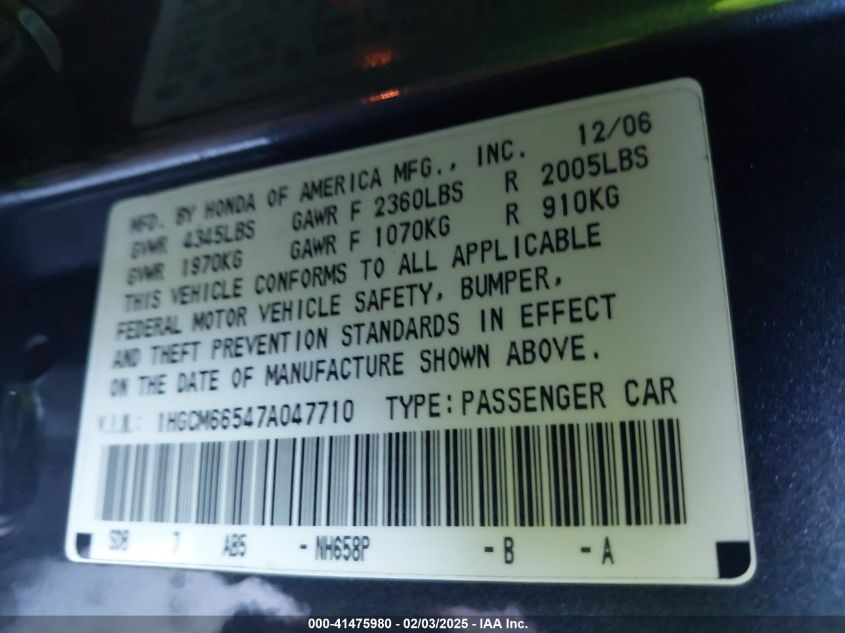 MFD. BY HONDA OF AMERICA MFG., INC. 12/06
GVWR 4345LBS GAWR F 2360LBS R 2005LBS
GVWR 1970KG GAWR F 1070KG R 910KG
THIS VEHICLE CONFORMS TO ALL APPLICABLE
FEDERAL MOTOR VEHICLE SAFETY, BUMPER,
AND THEFT PREVENTION STANDARDS IN EFFECT
ON THE DATE OF MANUFACTURE SHOWN ABOVE.
V.I.N.: 1HGCM66547A047710 TYPE: PASSENGER CAR
SDB 7 AB5 - NH658P - B - A
000-41475980 - 02/03/2025 - IAA Inc.